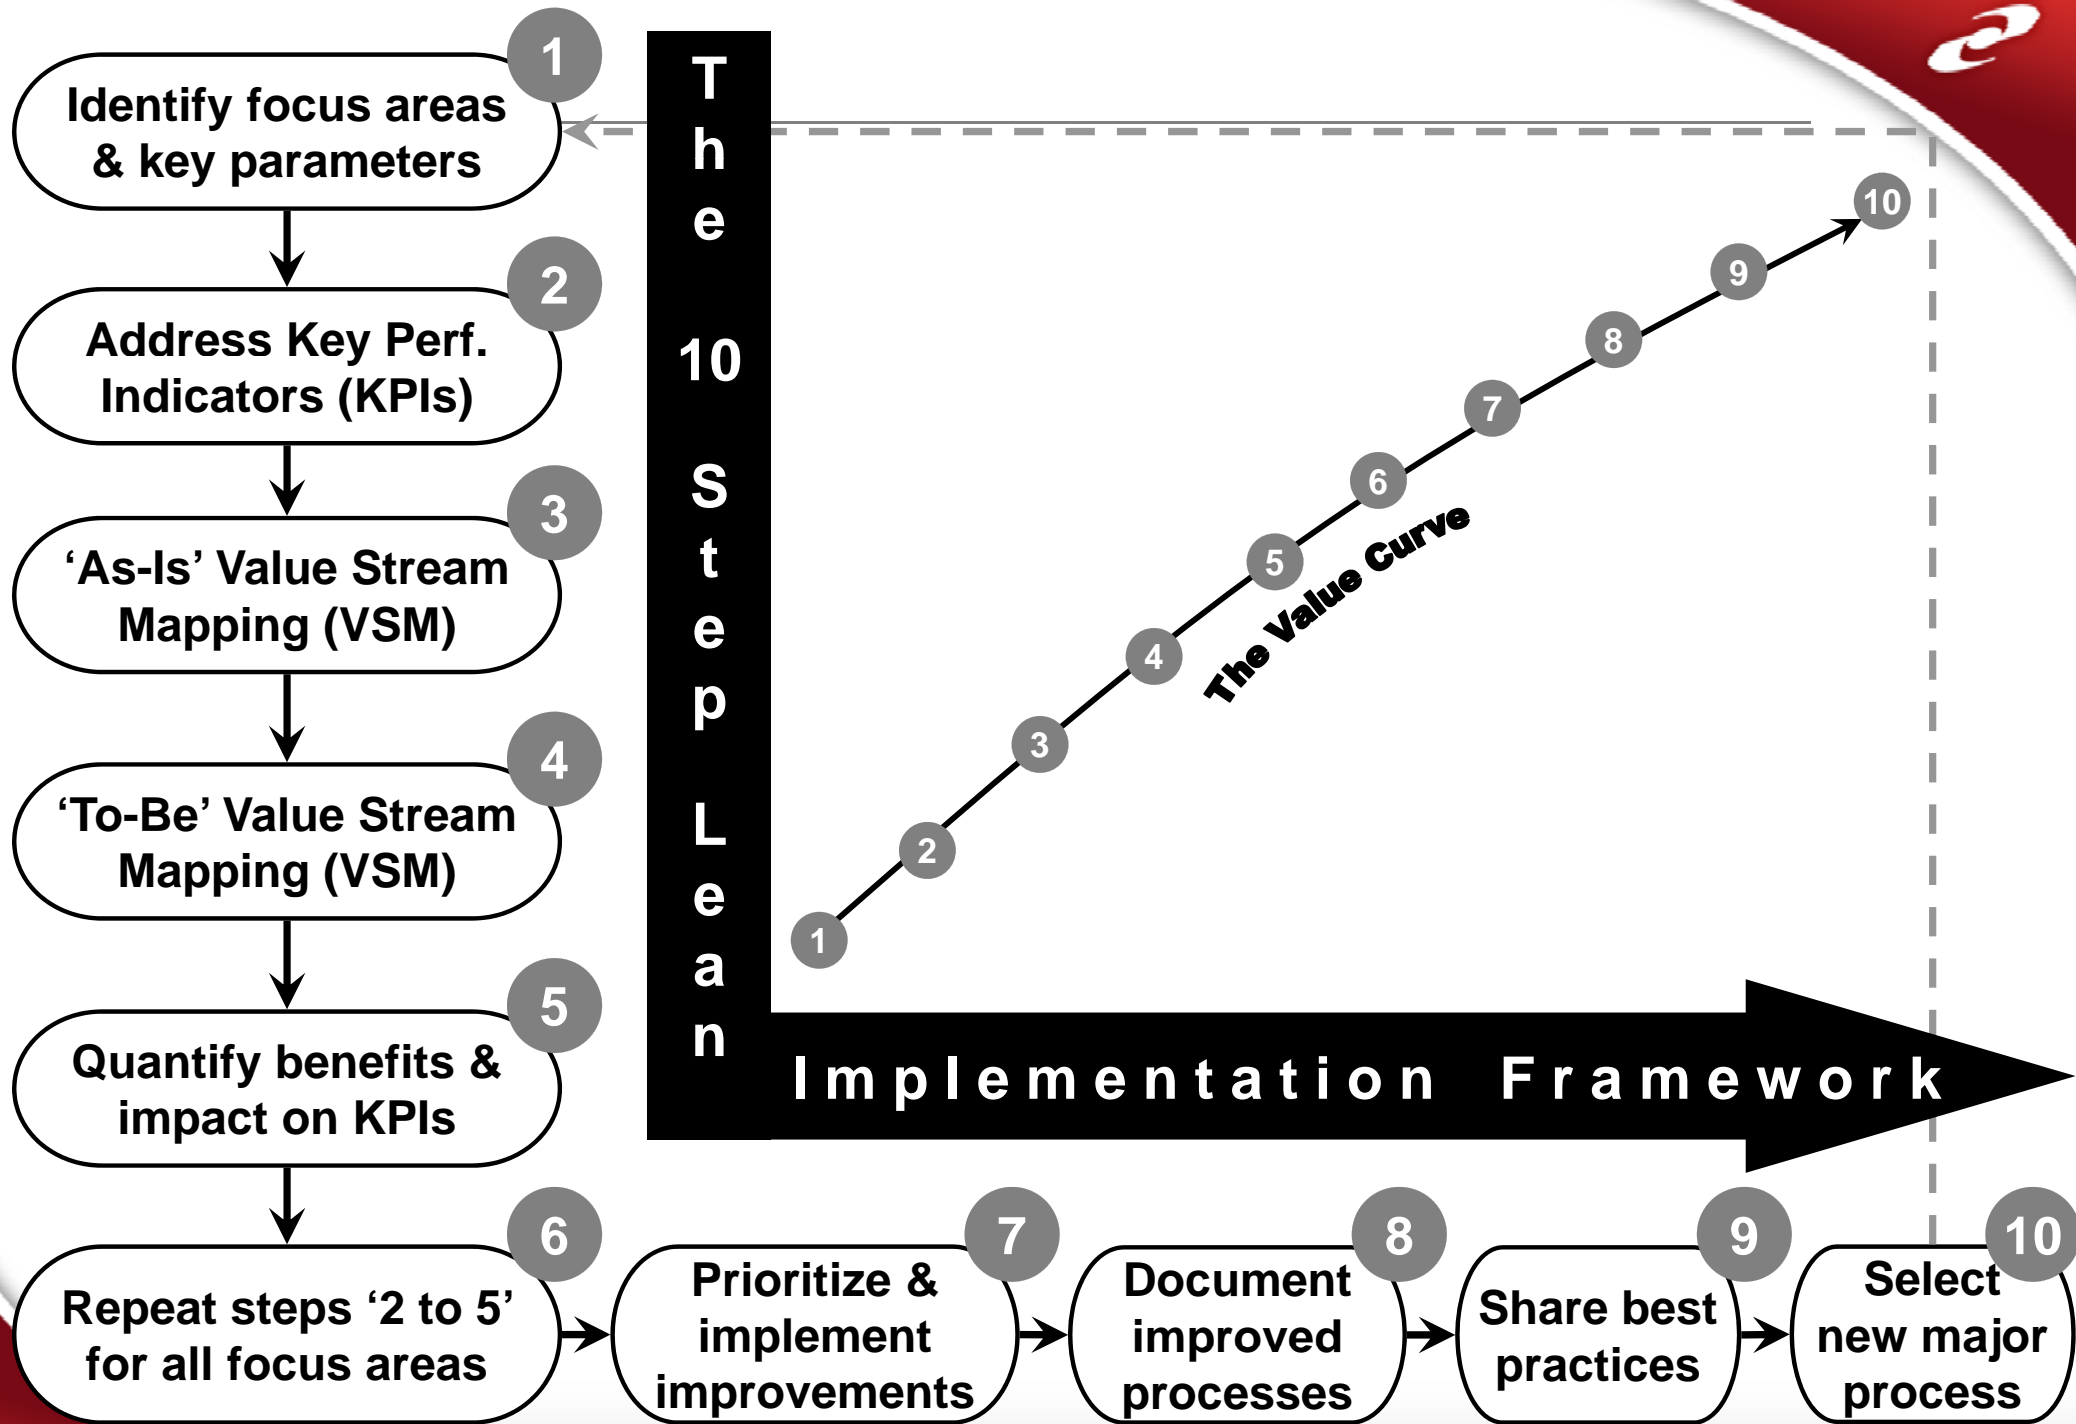 1
Identify focus areas
& key parameters
2
Address Key Perf.
Indicators (KPIs)
3
‘As-Is’ Value Stream
Mapping (VSM)
4
‘To-Be’ Value Stream
Mapping (VSM)
5
Quantify benefits &
impact on KPIs
6
Repeat steps ‘2 to 5’
for all focus areas
7
Prioritize &
implement
improvements
8
Document
improved
processes
9
Share best
practices
10
Select
new major
process
The 10 Step Lean
Implementation Framework
1
2
3
4
5
6
7
8
9
10
The Value Curve